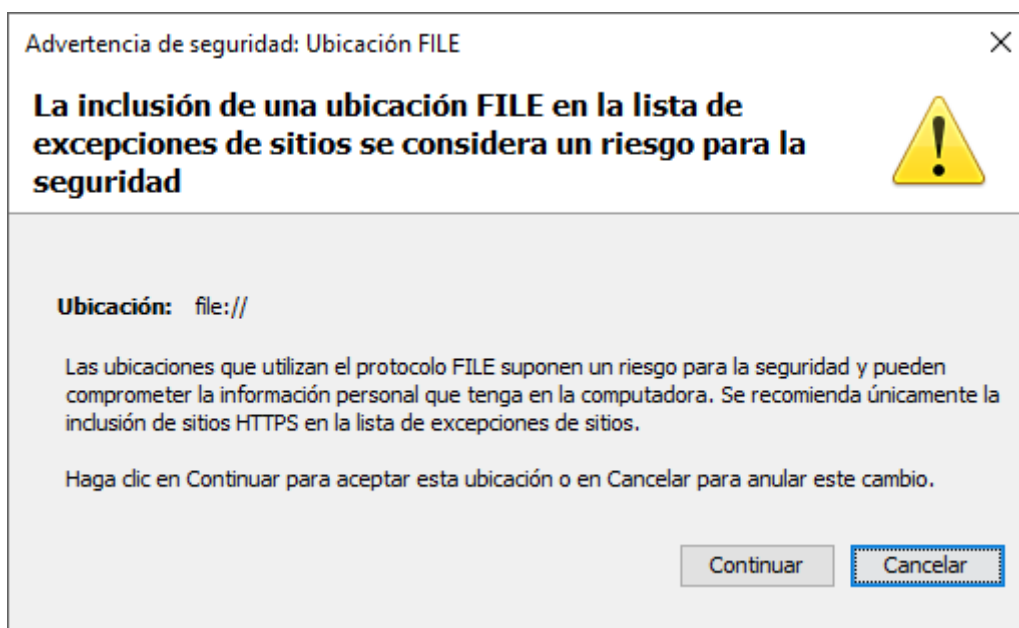 Advertencia de seguridad: Ubicación FILE
La inclusión de una ubicación FILE en la lista de
excepciones de sitios se considera un riesgo para la
seguridad
Ubicación: file://
Las ubicaciones que utilizan el protocolo FILE suponen un riesgo para la seguridad y pueden
comprometer la información personal que tenga en la computadora. Se recomienda únicamente la
inclusión de sitios HTTPS en la lista de excepciones de sitios.
Haga clic en Continuar para aceptar esta ubicación o en Cancelar para anular este cambio.
Continuar Cancelar